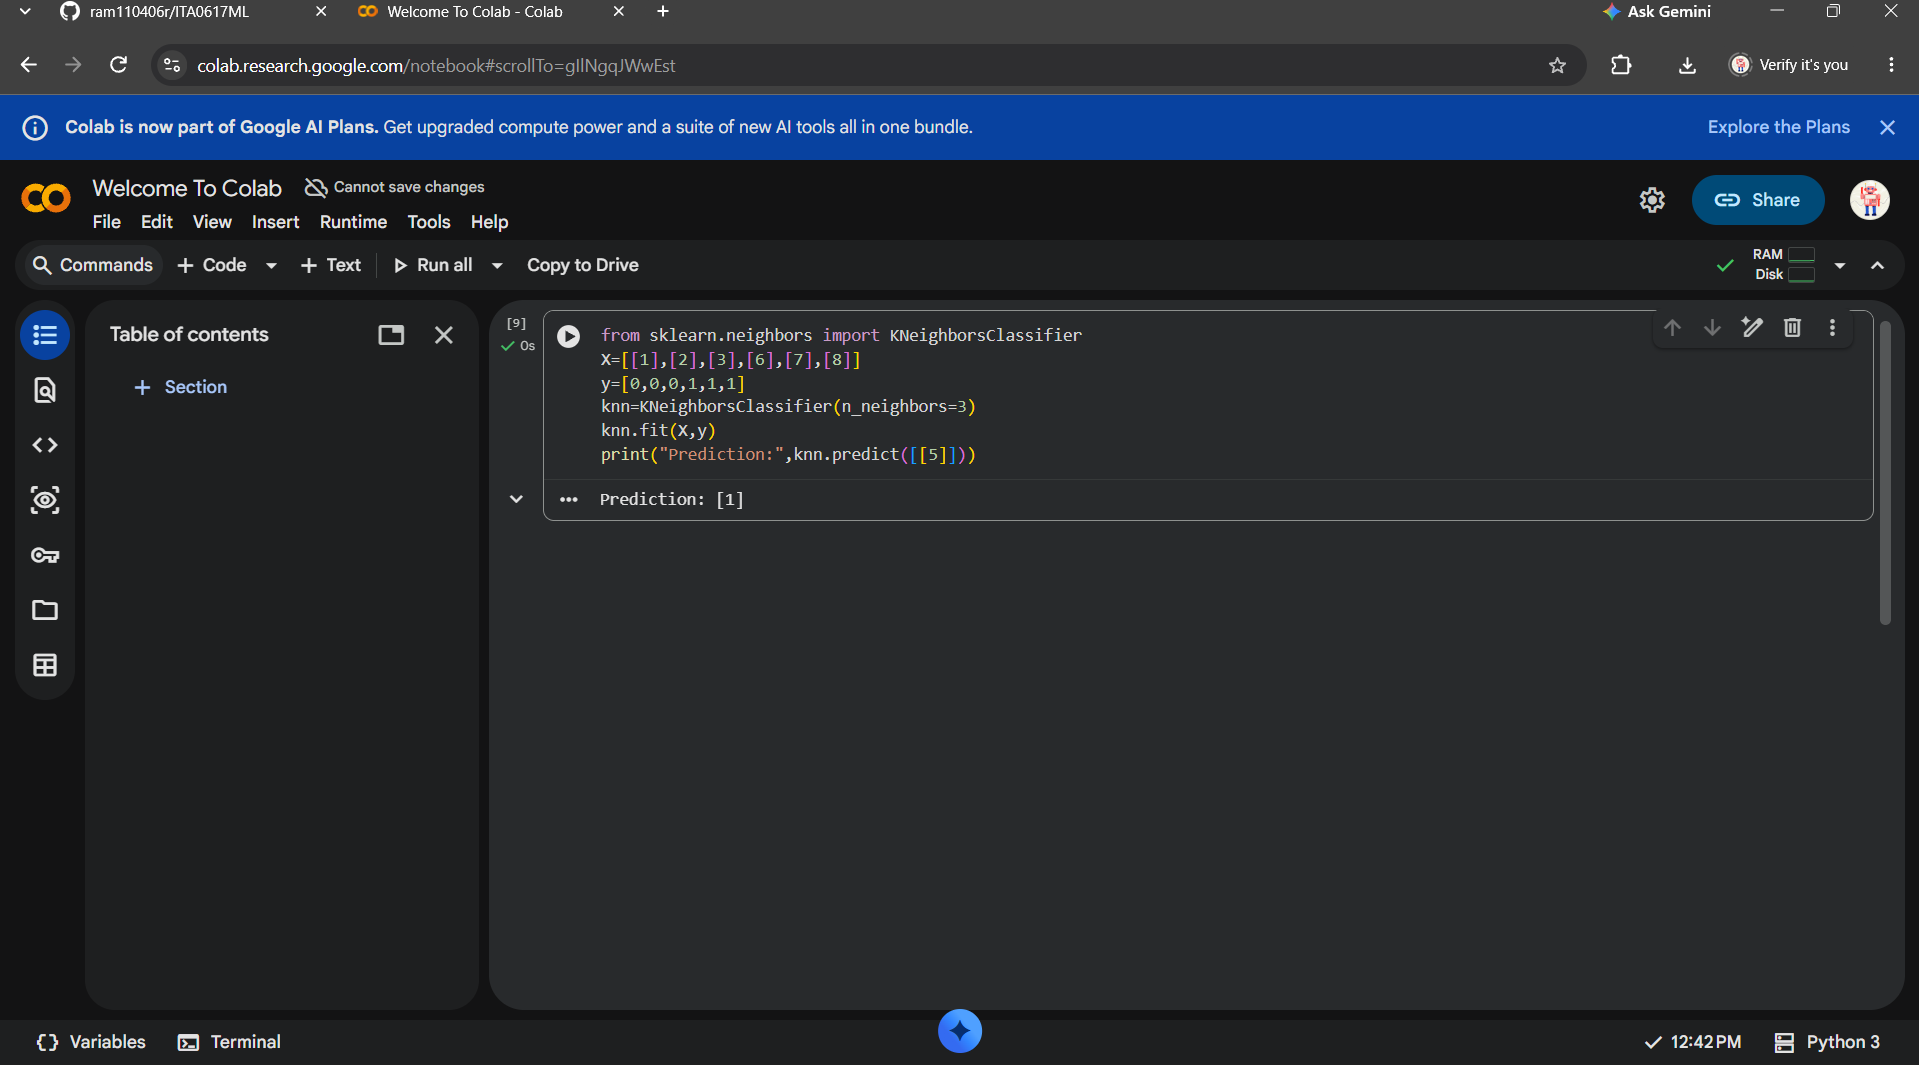 ram110406r/ITA0617ML
Welcome To Colab - Colab
Ask Gemini
colab.research.google.com/notebook#scrollTo=gIlNgqJWwEst
Verify it's you
Colab is now part of Google AI Plans. Get upgraded compute power and a suite of new AI tools all in one bundle.
Explore the Plans
Welcome To Colab
Cannot save changes
File Edit View Insert Runtime Tools Help
Share
Commands + Code + Text Run all Copy to Drive
RAM
Disk
Table of contents
+ Section
[9]
0s
from sklearn.neighbors import KNeighborsClassifier
X=[[1],[2],[3],[6],[7],[8]]
y=[0,0,0,1,1,1]
knn=KNeighborsClassifier(n_neighbors=3)
knn.fit(X,y)
print("Prediction:",knn.predict([[5]]))
Prediction: [1]
Variables
Terminal
12:42 PM
Python 3